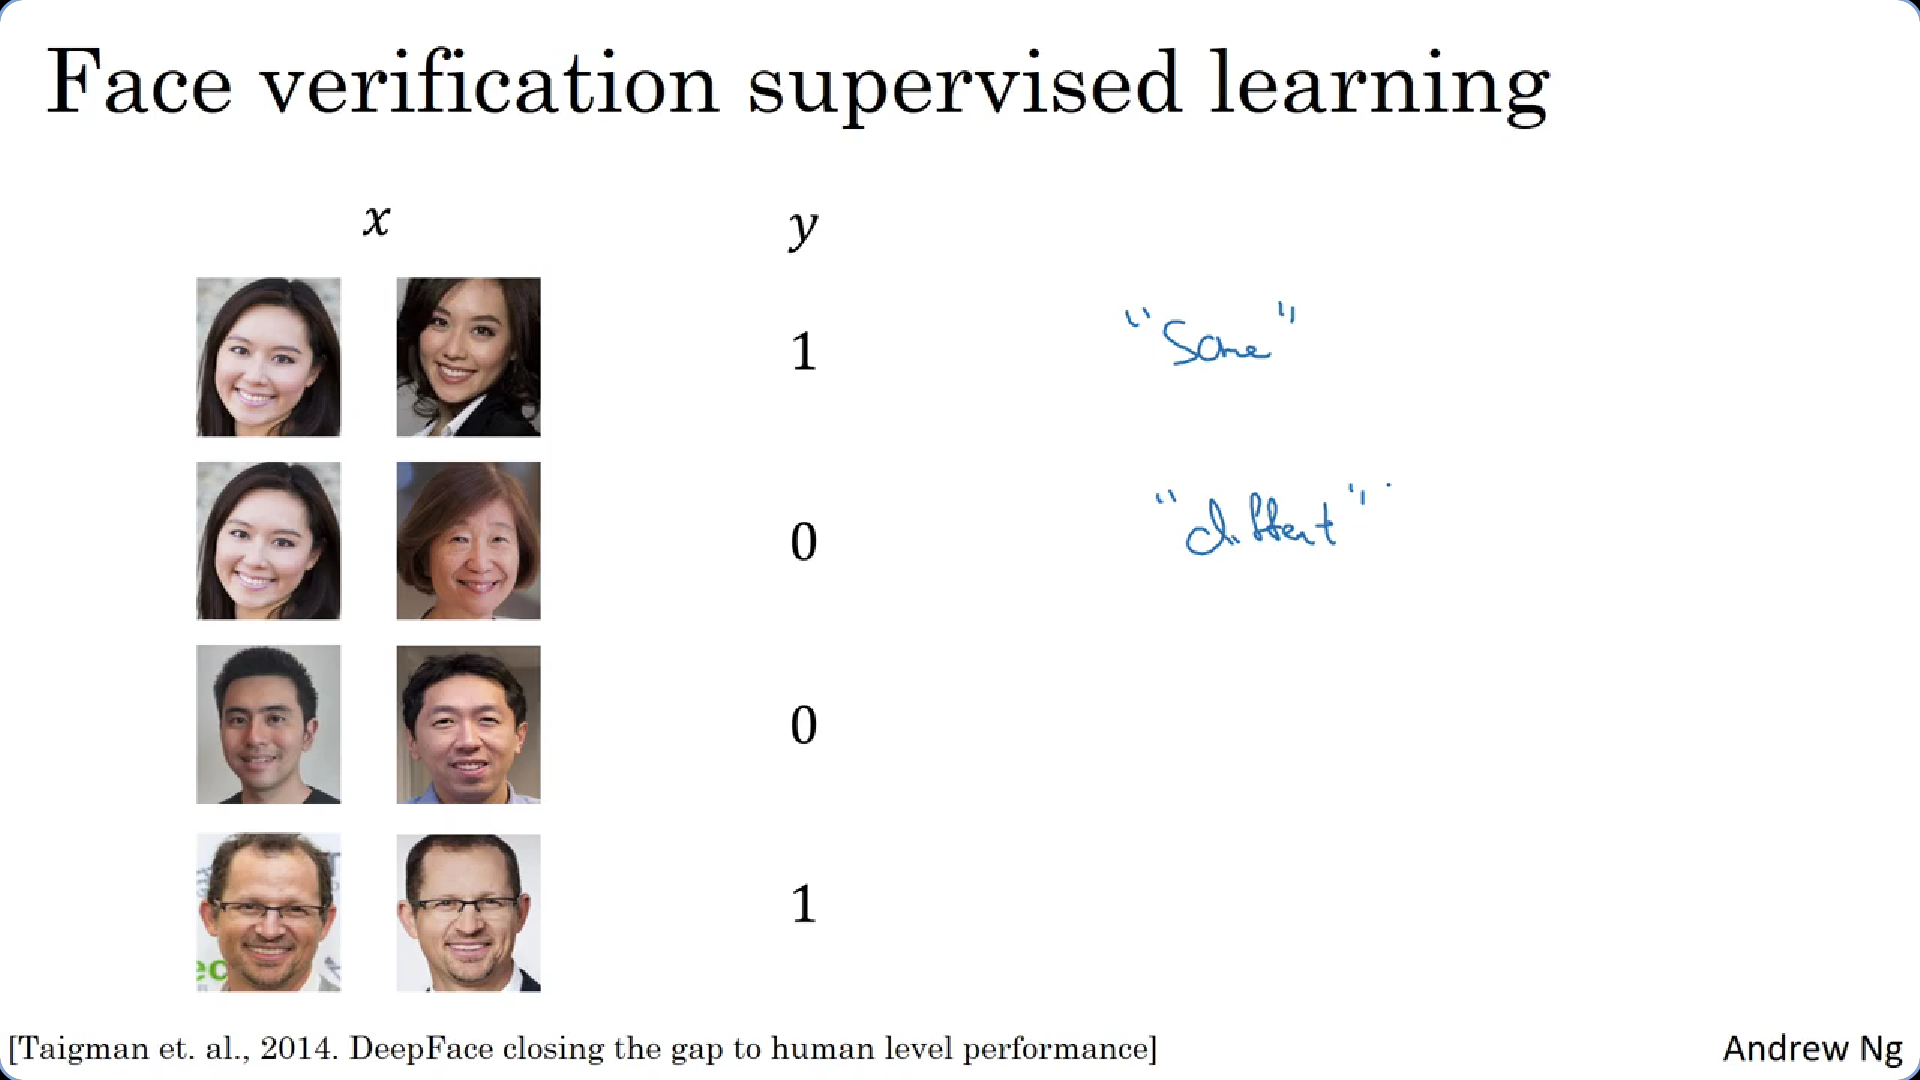 Face verification supervised learning
x y
1 "Same"
0 "different"
0
ec
1
[Taigman et. al., 2014. DeepFace closing the gap to human level performance]
Andrew Ng